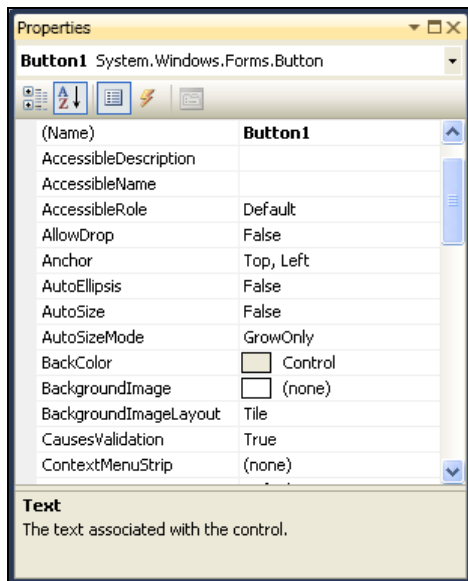 Properties
Button1 System.Windows.Forms.Button
A
Z
(Name) Button1
AccessibleDescription
AccessibleName
AccessibleRole Default
AllowDrop False
Anchor Top, Left
AutoEllipsis False
AutoSize False
AutoSizeMode GrowOnly
BackColor Control
BackgroundImage (none)
BackgroundImageLayout Tile
CausesValidation True
ContextMenuStrip (none)
Text
The text associated with the control.